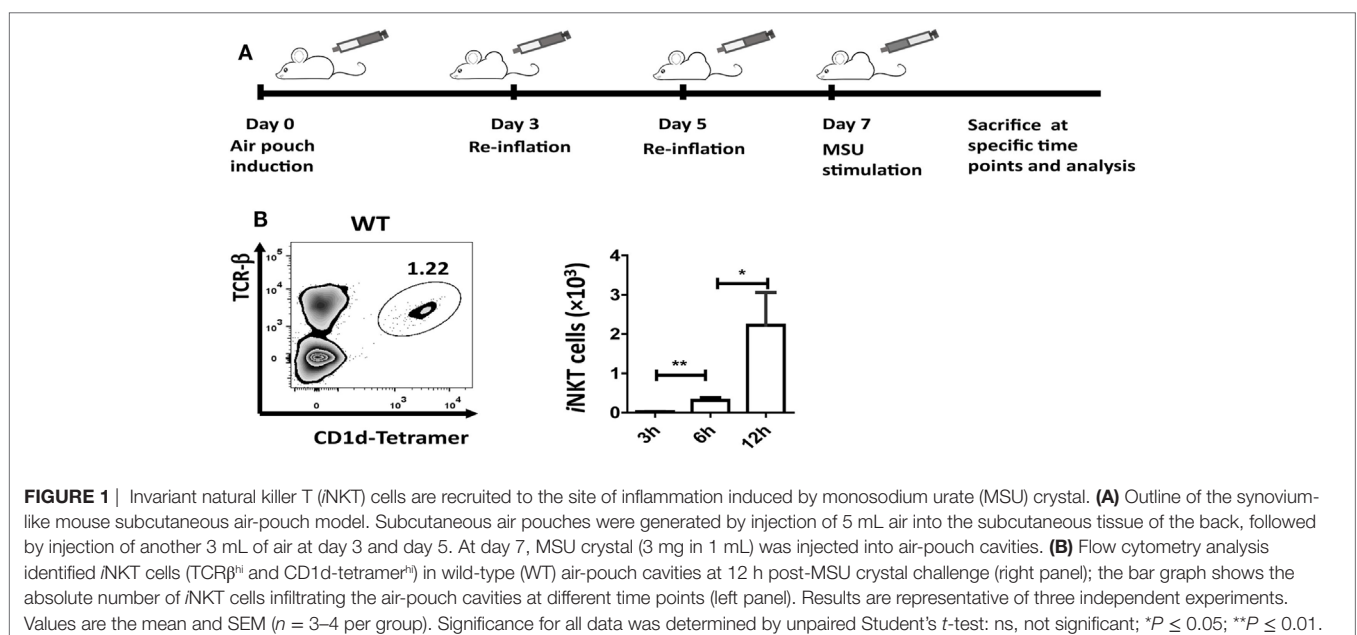 A
Day 0
Air pouch
induction
Day 3
Re-inflation
Day 5
Re-inflation
Day 7
MSU
stimulation
Sacrifice at
specific time
points and analysis
B
WT
TCR-β
10⁵
10⁴
10³
0
1.22
0
10³
10⁴
CD1d-Tetramer
iNKT cells (×10³)
4
3
2
1
0
**
*
3h
6h
12h
FIGURE 1 | Invariant natural killer T (iNKT) cells are recruited to the site of inflammation induced by monosodium urate (MSU) crystal. (A) Outline of the synovium-
like mouse subcutaneous air-pouch model. Subcutaneous air pouches were generated by injection of 5 mL air into the subcutaneous tissue of the back, followed
by injection of another 3 mL of air at day 3 and day 5. At day 7, MSU crystal (3 mg in 1 mL) was injected into air-pouch cavities. (B) Flow cytometry analysis
identified iNKT cells (TCRβʰⁱ and CD1d-tetramerʰⁱ) in wild-type (WT) air-pouch cavities at 12 h post-MSU crystal challenge (right panel); the bar graph shows the
absolute number of iNKT cells infiltrating the air-pouch cavities at different time points (left panel). Results are representative of three independent experiments.
Values are the mean and SEM (n = 3–4 per group). Significance for all data was determined by unpaired Student's t-test: ns, not significant; *P ≤ 0.05; **P ≤ 0.01.